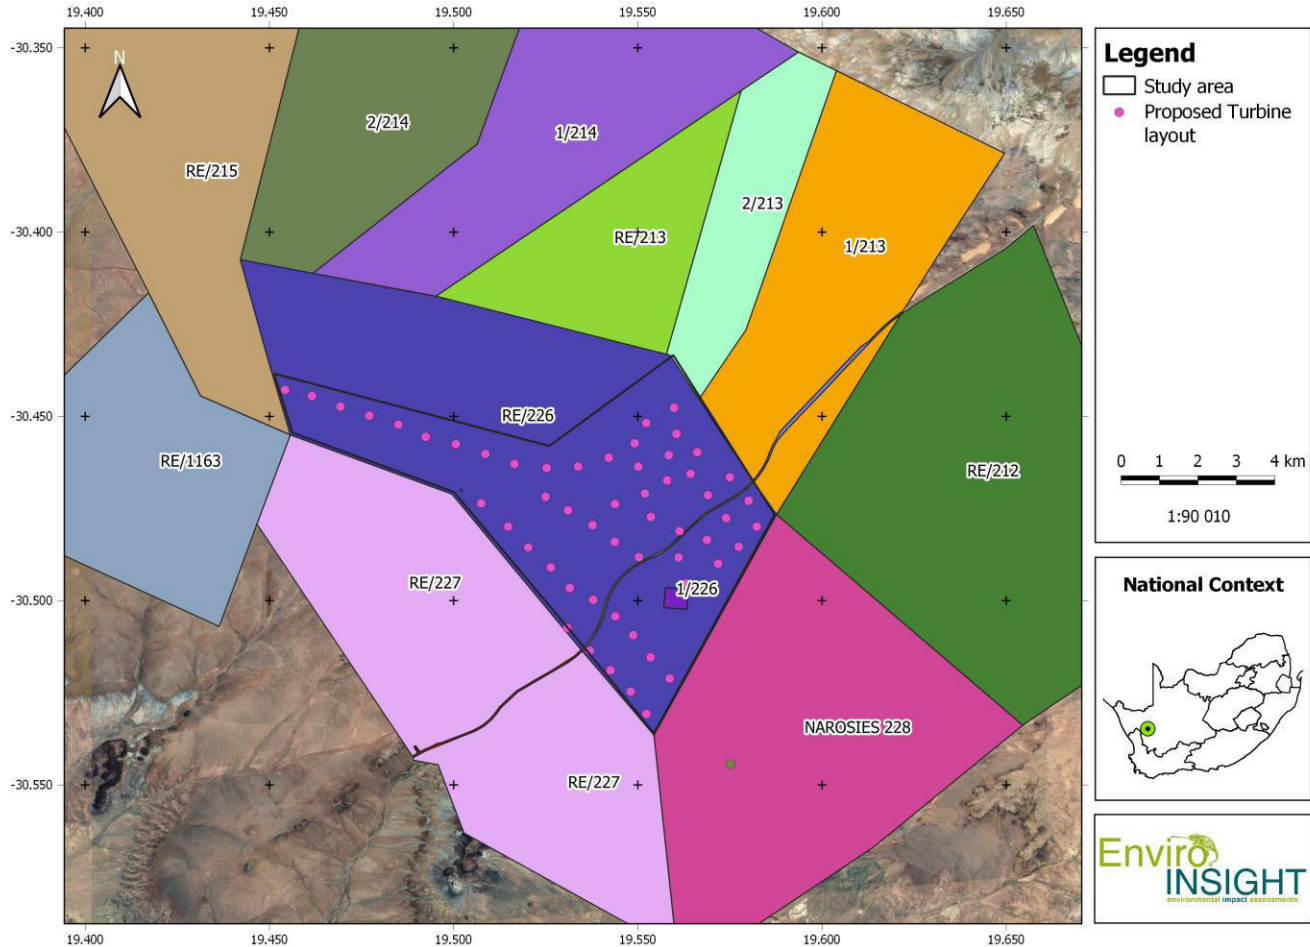 19.400 19.450 19.500 19.550 19.600 19.650
-30.350
-30.400
-30.450
-30.500
-30.550
N
2/214
1/214
RE/215
RE/213
2/213
1/213
RE/226
RE/1163
RE/212
RE/227
1/226
NAROSIES 228
RE/227
19.400 19.450 19.500 19.550 19.600 19.650
Legend
Study area
Proposed Turbine
layout
0 1 2 3 4 km
1:90 010
National Context
Enviro
INSIGHT
environmental impact assessments